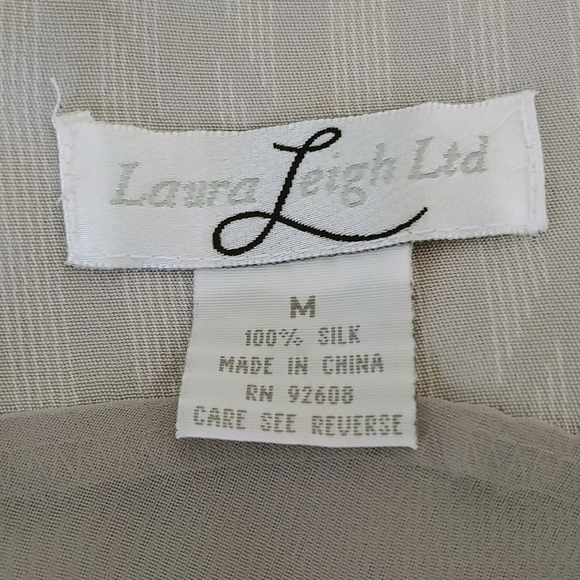 Laura Leigh Ltd
M
100% SILK
MADE IN CHINA
RN 92608
CARE SEE REVERSE